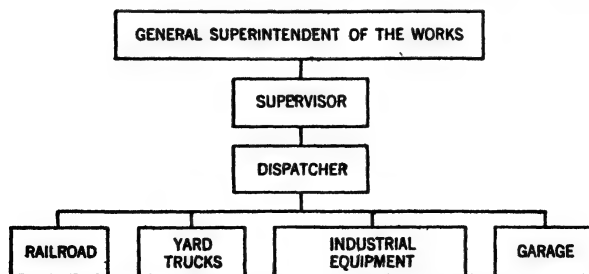 GENERAL SUPERINTENDENT OF THE WORKS
SUPERVISOR
DISPATCHER
RAILROAD
YARD
TRUCKS
INDUSTRIAL
EQUIPMENT
GARAGE